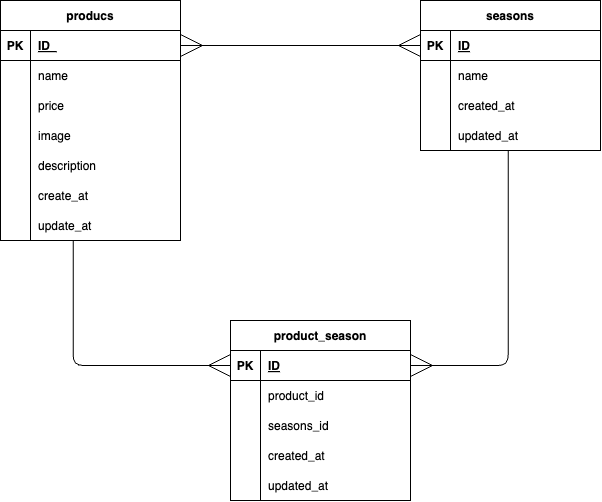 producs
PK ID_
name
price
image
description
create_at
update_at
seasons
PK ID
name
created_at
updated_at
product_season
PK ID
product_id
seasons_id
created_at
updated_at